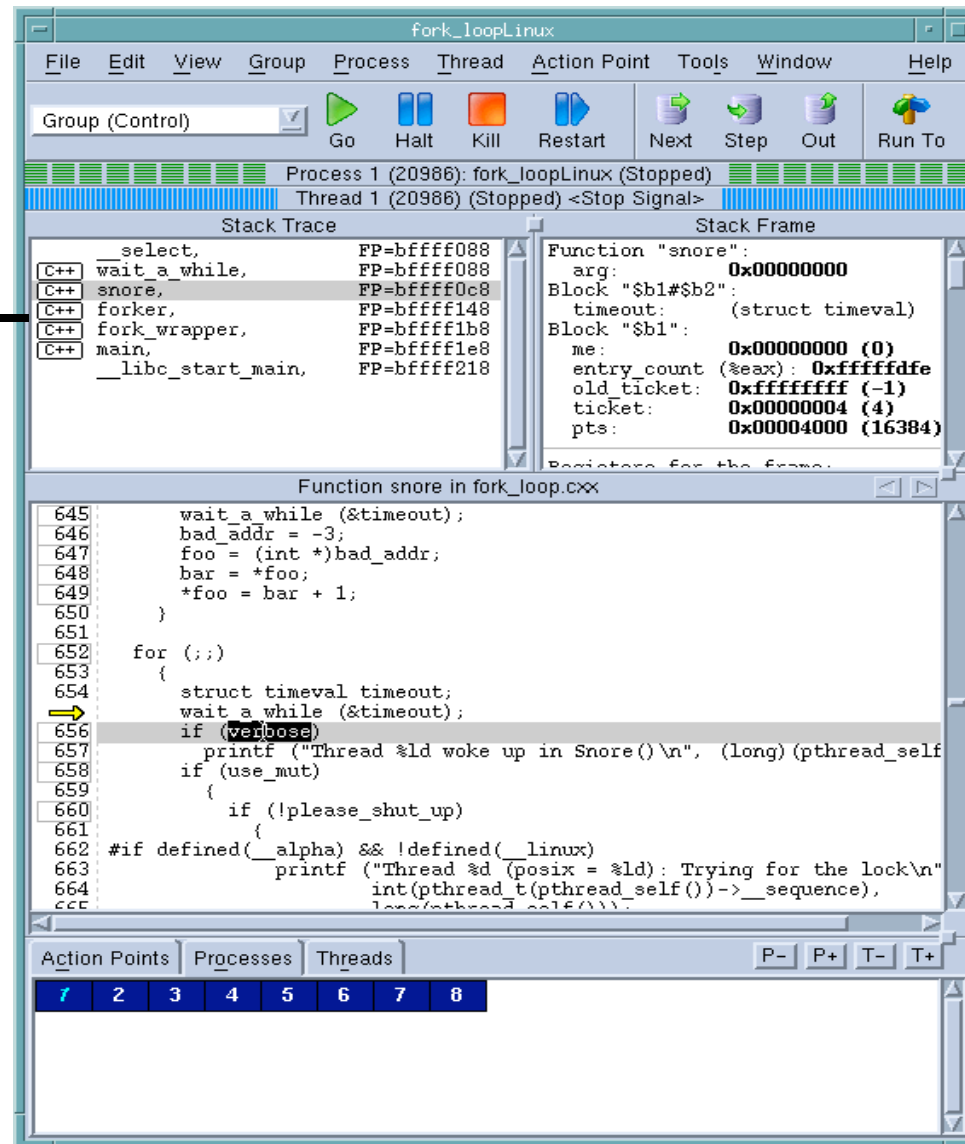 fork_loopLinux
File Edit View Group Process Thread Action Point Tools Window Help
Group (Control) Go Halt Kill Restart Next Step Out Run To
Process 1 (20986): fork_loopLinux (Stopped)
Thread 1 (20986) (Stopped) <Stop Signal>
Stack Trace
__select, FP=bffff088
C++ wait_a_while, FP=bffff088
C++ snore, FP=bffff0c8
C++ forker, FP=bffff148
C++ fork_wrapper, FP=bffff1b8
C++ main, FP=bffff1e8
__libc_start_main, FP=bffff218
Stack Frame
Function "snore":
arg: 0x00000000
Block "$b1#$b2":
timeout: (struct timeval)
Block "$b1":
me: 0x00000000 (0)
entry_count (%eax): 0xfffffdfe
old_ticket: 0xffffffff (-1)
ticket: 0x00000004 (4)
pts: 0x00004000 (16384)
Registers for the frame:
Function snore in fork_loop.cxx
645 wait_a_while (&timeout);
646 bad_addr = -3;
647 foo = (int *)bad_addr;
648 bar = *foo;
649 *foo = bar + 1;
650 }
651
652 for (;;)
653 {
654 struct timeval timeout;
wait_a_while (&timeout);
656 if (verbose)
657 printf ("Thread %ld woke up in Snore()\n", (long)(pthread_self
658 if (use_mut)
659 {
660 if (!please_shut_up)
661 {
662 #if defined(__alpha) && !defined(__linux)
663 printf ("Thread %d (posix = %ld): Trying for the lock\n"
664 int(pthread_t(pthread_self())->__sequence),
665 long(pthread_self()));
Action Points Processes Threads P- P+ T- T+
1 2 3 4 5 6 7 8